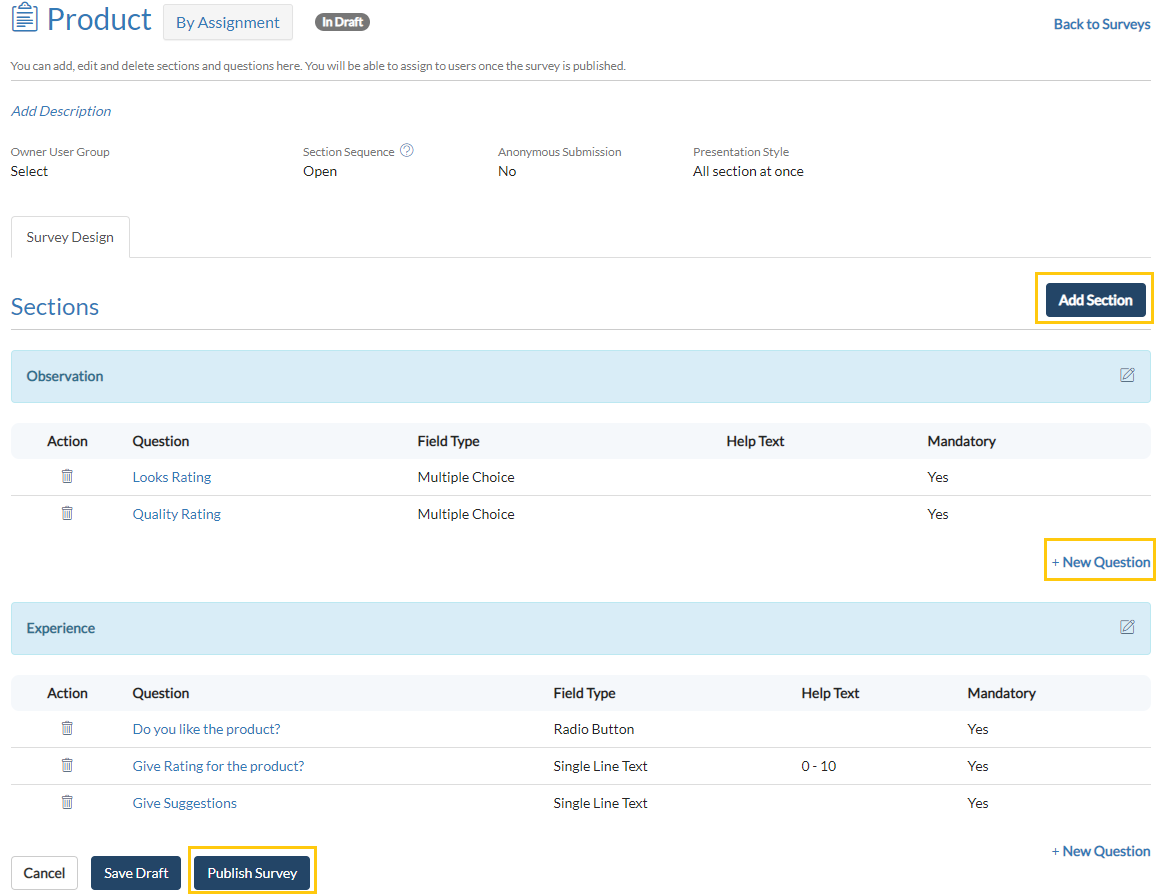 Product By Assignment In Draft Back to Surveys
You can add, edit and delete sections and questions here. You will be able to assign to users once the survey is published.
Add Description
Owner User Group Section Sequence ? Anonymous Submission Presentation Style
Select Open No All section at once
Survey Design
Sections Add Section
Observation
Action Question Field Type Help Text Mandatory
Looks Rating Multiple Choice Yes
Quality Rating Multiple Choice Yes
+ New Question
Experience
Action Question Field Type Help Text Mandatory
Do you like the product? Radio Button Yes
Give Rating for the product? Single Line Text 0 - 10 Yes
Give Suggestions Single Line Text Yes
+ New Question
Cancel Save Draft Publish Survey